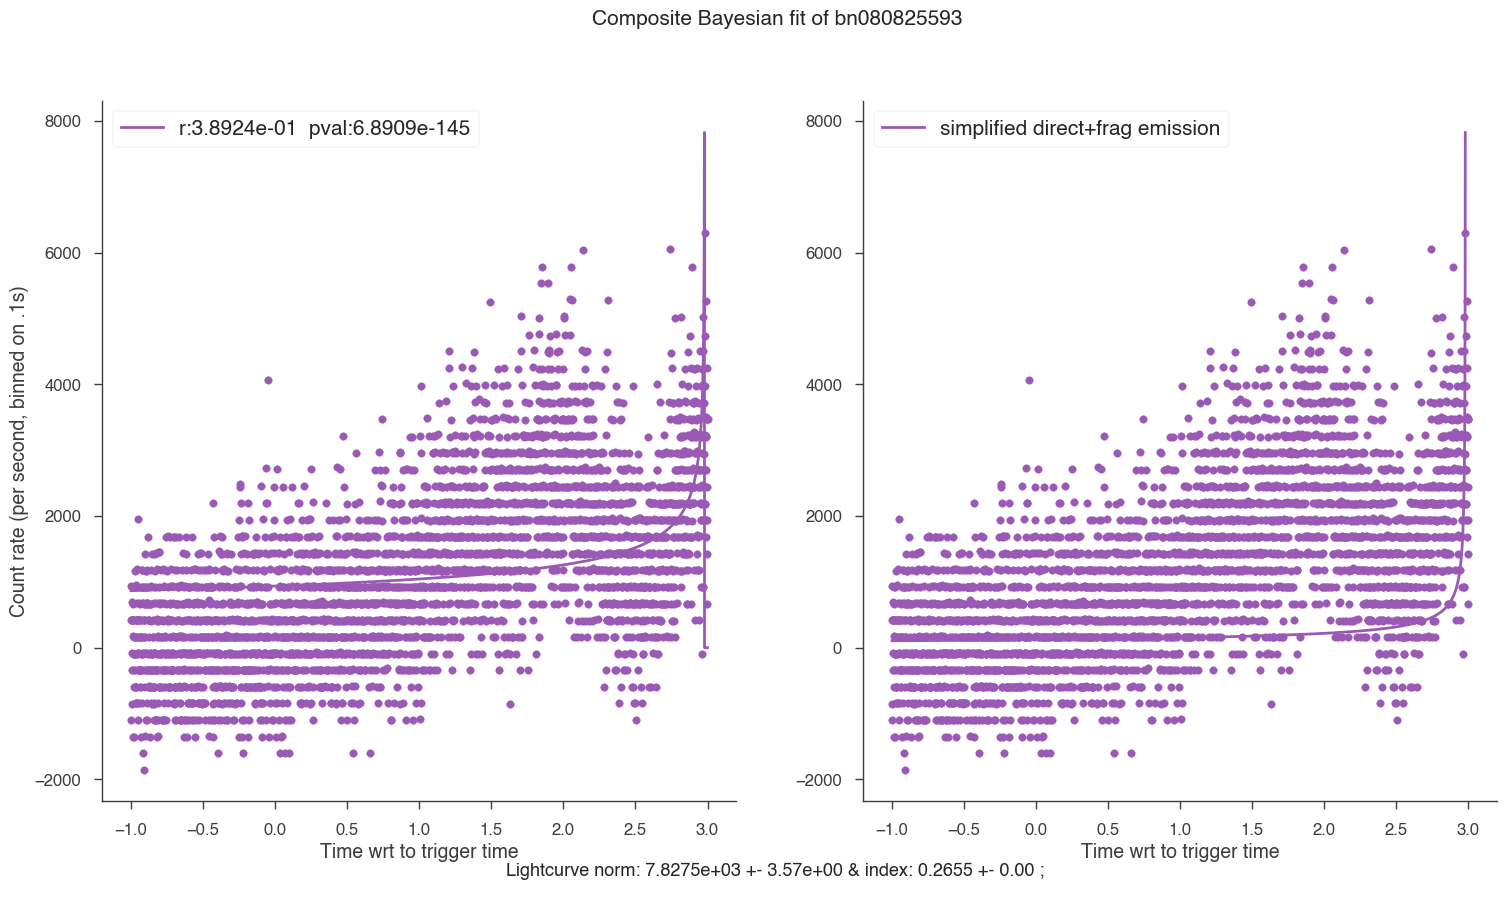 Composite Bayesian fit of bn080825593
r:3.8924e-01 pval:6.8909e-145
simplified direct+frag emission
Count rate (per second, binned on .1s)
8000
6000
4000
2000
0
−2000
−1.0 −0.5 0.0 0.5 1.0 1.5 2.0 2.5 3.0
Time wrt to trigger time
8000
6000
4000
2000
0
−2000
−1.0 −0.5 0.0 0.5 1.0 1.5 2.0 2.5 3.0
Time wrt to trigger time
Lightcurve norm: 7.8275e+03 +- 3.57e+00 & index: 0.2655 +- 0.00 ;